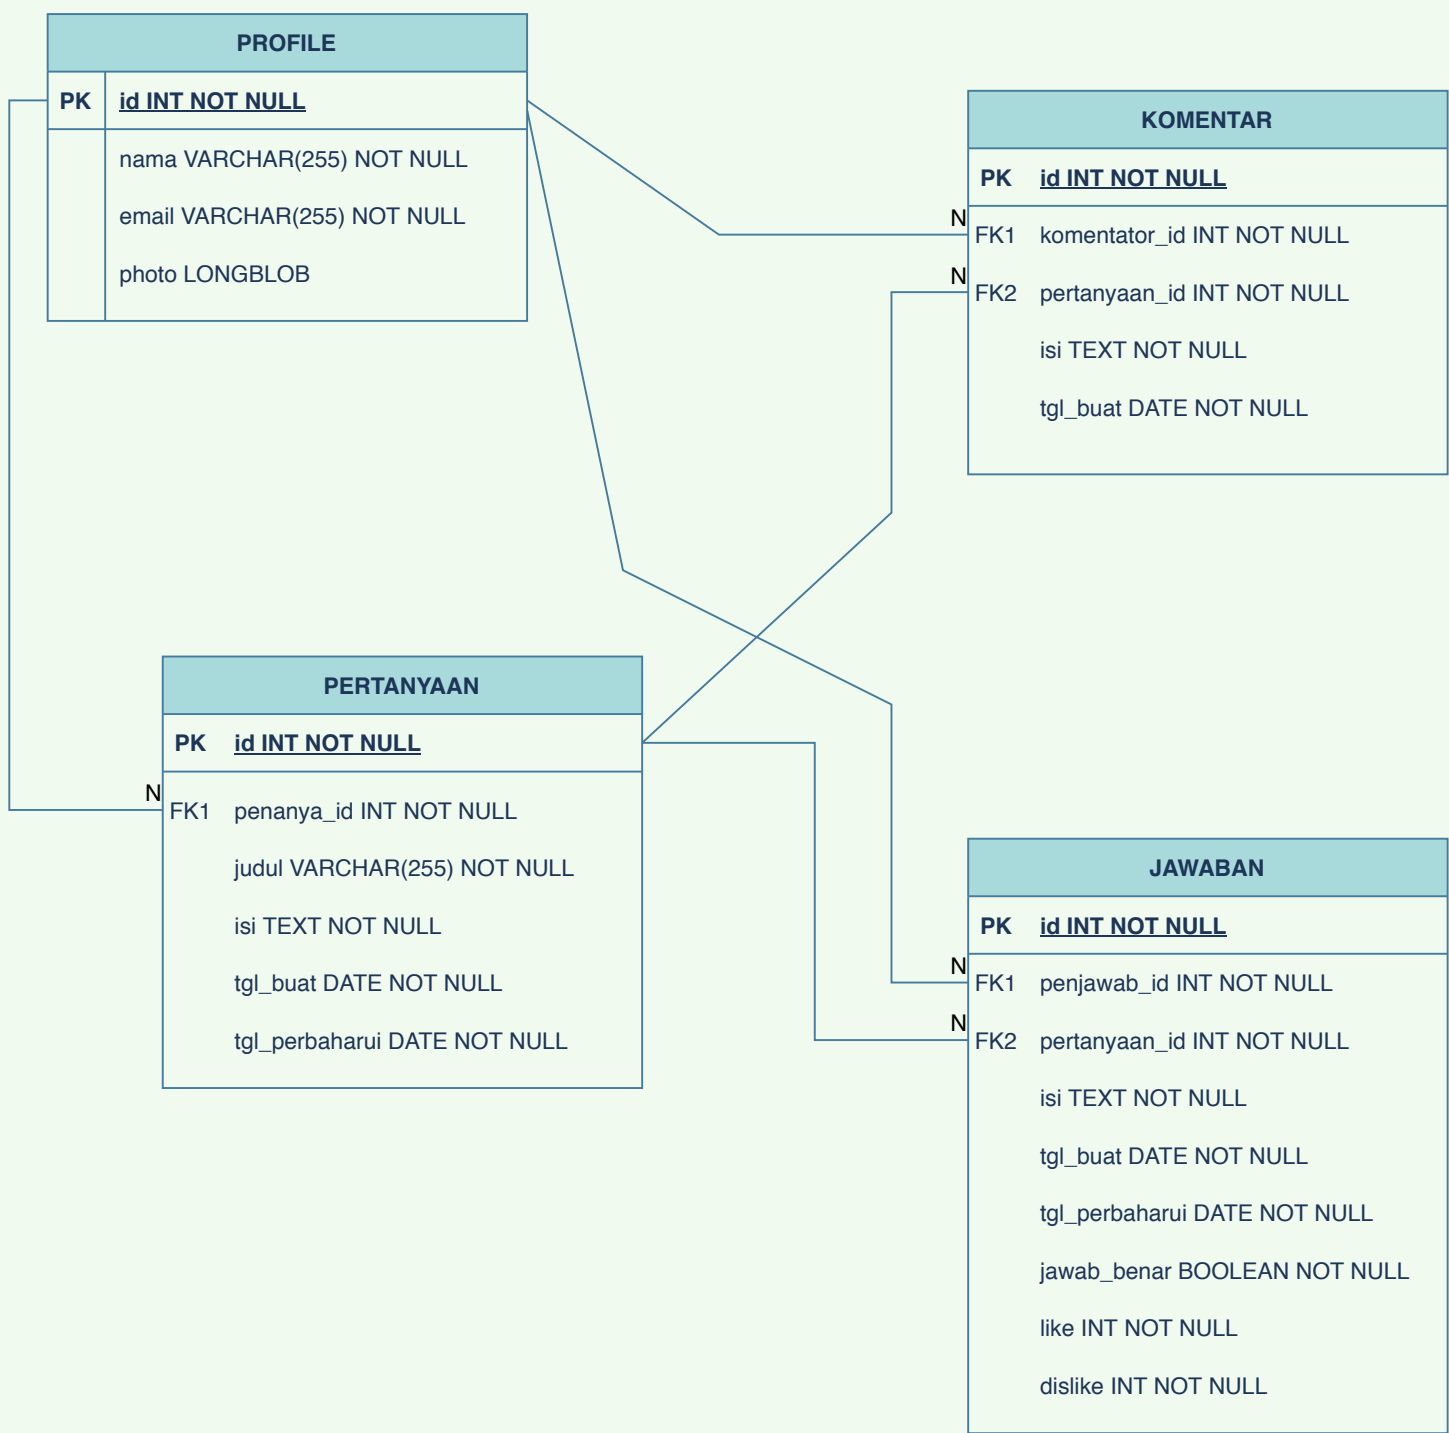 PROFILE
PK id INT NOT NULL
nama VARCHAR(255) NOT NULL
email VARCHAR(255) NOT NULL
photo LONGBLOB
KOMENTAR
PK id INT NOT NULL
N FK1 komentator_id INT NOT NULL
N FK2 pertanyaan_id INT NOT NULL
isi TEXT NOT NULL
tgl_buat DATE NOT NULL
PERTANYAAN
PK id INT NOT NULL
N FK1 penanya_id INT NOT NULL
judul VARCHAR(255) NOT NULL
isi TEXT NOT NULL
tgl_buat DATE NOT NULL
tgl_perbaharui DATE NOT NULL
JAWABAN
PK id INT NOT NULL
N FK1 penjawab_id INT NOT NULL
N FK2 pertanyaan_id INT NOT NULL
isi TEXT NOT NULL
tgl_buat DATE NOT NULL
tgl_perbaharui DATE NOT NULL
jawab_benar BOOLEAN NOT NULL
like INT NOT NULL
dislike INT NOT NULL